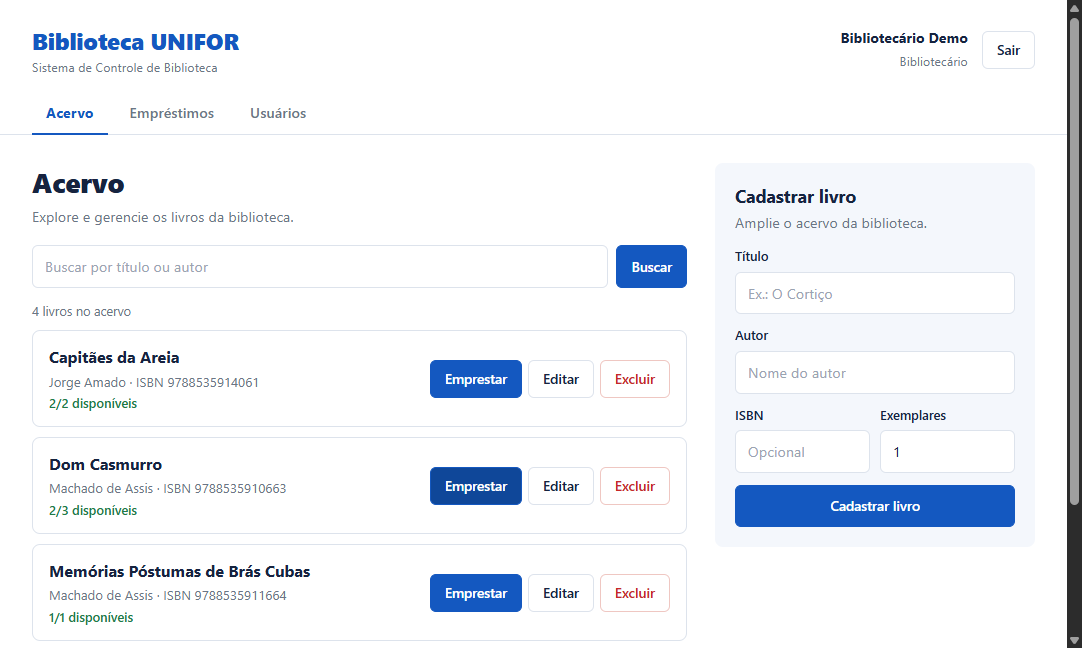 Biblioteca UNIFOR
Sistema de Controle de Biblioteca
Bibliotecário Demo
Bibliotecário
Sair
Acervo
Empréstimos
Usuários
Acervo
Explore e gerencie os livros da biblioteca.
Buscar por título ou autor
Buscar
4 livros no acervo
Capitães da Areia
Jorge Amado · ISBN 9788535914061
2/2 disponíveis
Emprestar
Editar
Excluir
Dom Casmurro
Machado de Assis · ISBN 9788535910663
2/3 disponíveis
Emprestar
Editar
Excluir
Memórias Póstumas de Brás Cubas
Machado de Assis · ISBN 9788535911664
1/1 disponíveis
Emprestar
Editar
Excluir
Cadastrar livro
Amplie o acervo da biblioteca.
Título
Ex.: O Cortiço
Autor
Nome do autor
ISBN
Exemplares
Opcional
1
Cadastrar livro